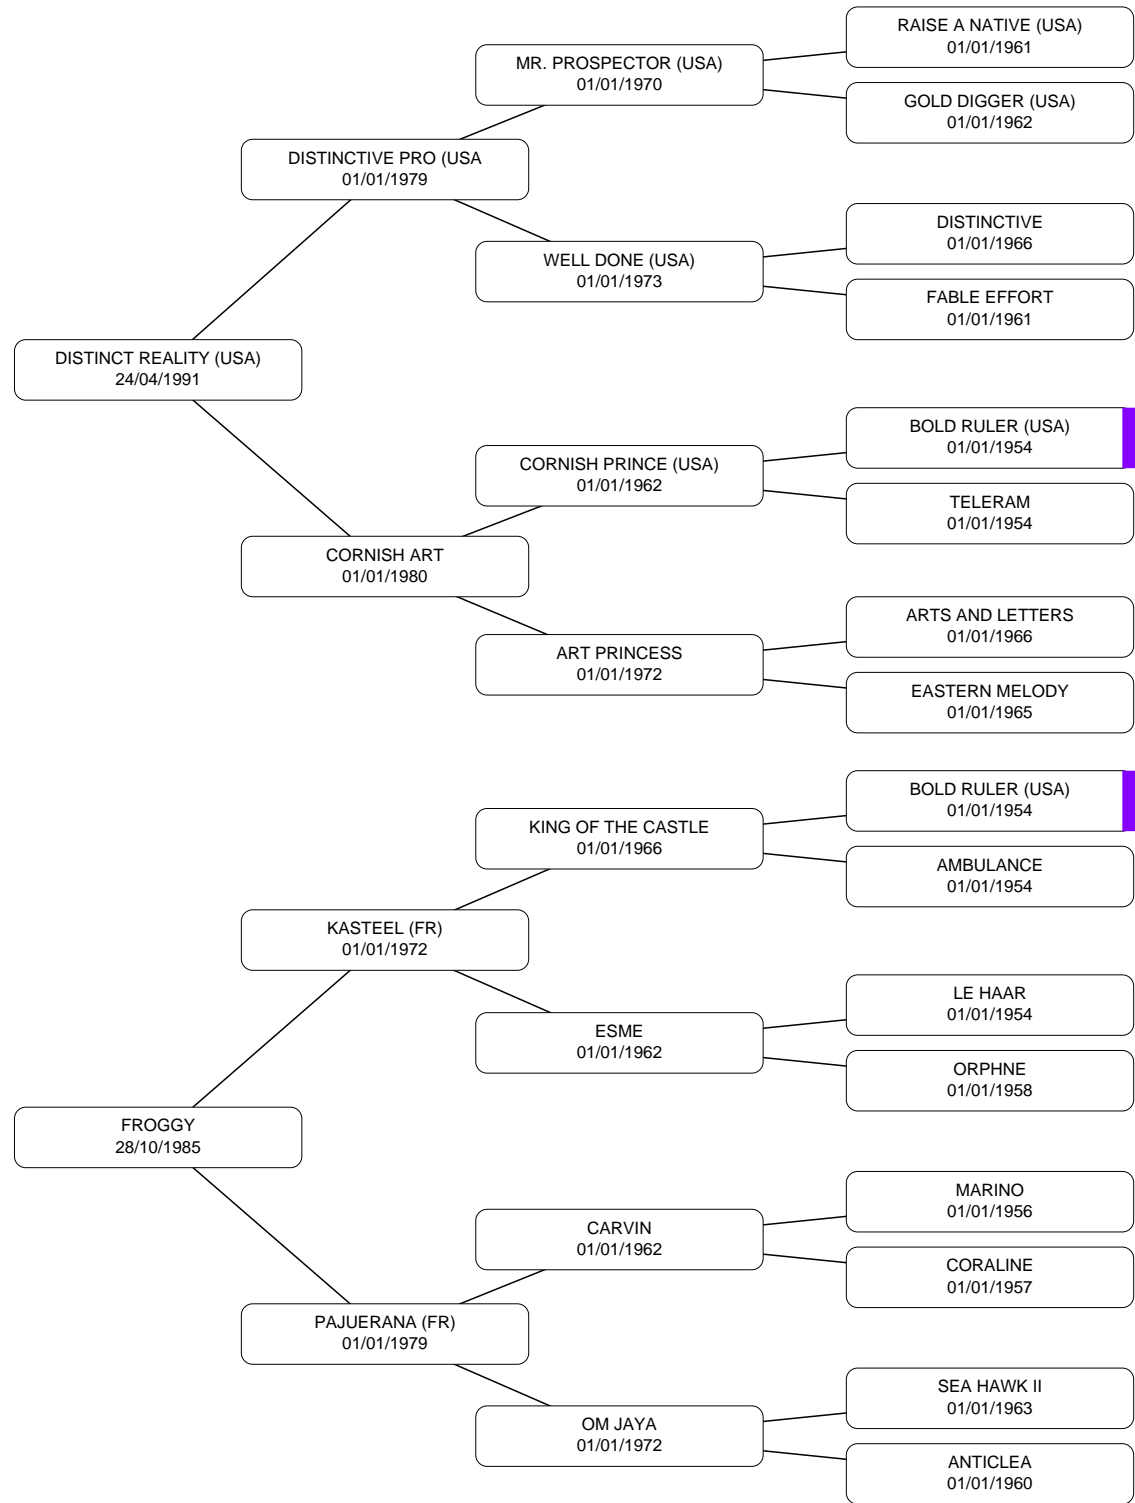 RAISE A NATIVE (USA)
01/01/1961
MR. PROSPECTOR (USA)
01/01/1970
GOLD DIGGER (USA)
01/01/1962
DISTINCTIVE PRO (USA
01/01/1979
DISTINCTIVE
01/01/1966
WELL DONE (USA)
01/01/1973
FABLE EFFORT
01/01/1961
DISTINCT REALITY (USA)
24/04/1991
BOLD RULER (USA)
01/01/1954
CORNISH PRINCE (USA)
01/01/1962
TELERAM
01/01/1954
CORNISH ART
01/01/1980
ARTS AND LETTERS
01/01/1966
ART PRINCESS
01/01/1972
EASTERN MELODY
01/01/1965
BOLD RULER (USA)
01/01/1954
KING OF THE CASTLE
01/01/1966
AMBULANCE
01/01/1954
KASTEEL (FR)
01/01/1972
LE HAAR
01/01/1954
ESME
01/01/1962
ORPHNE
01/01/1958
FROGGY
28/10/1985
MARINO
01/01/1956
CARVIN
01/01/1962
CORALINE
01/01/1957
PAJUERANA (FR)
01/01/1979
SEA HAWK II
01/01/1963
OM JAYA
01/01/1972
ANTICLEA
01/01/1960